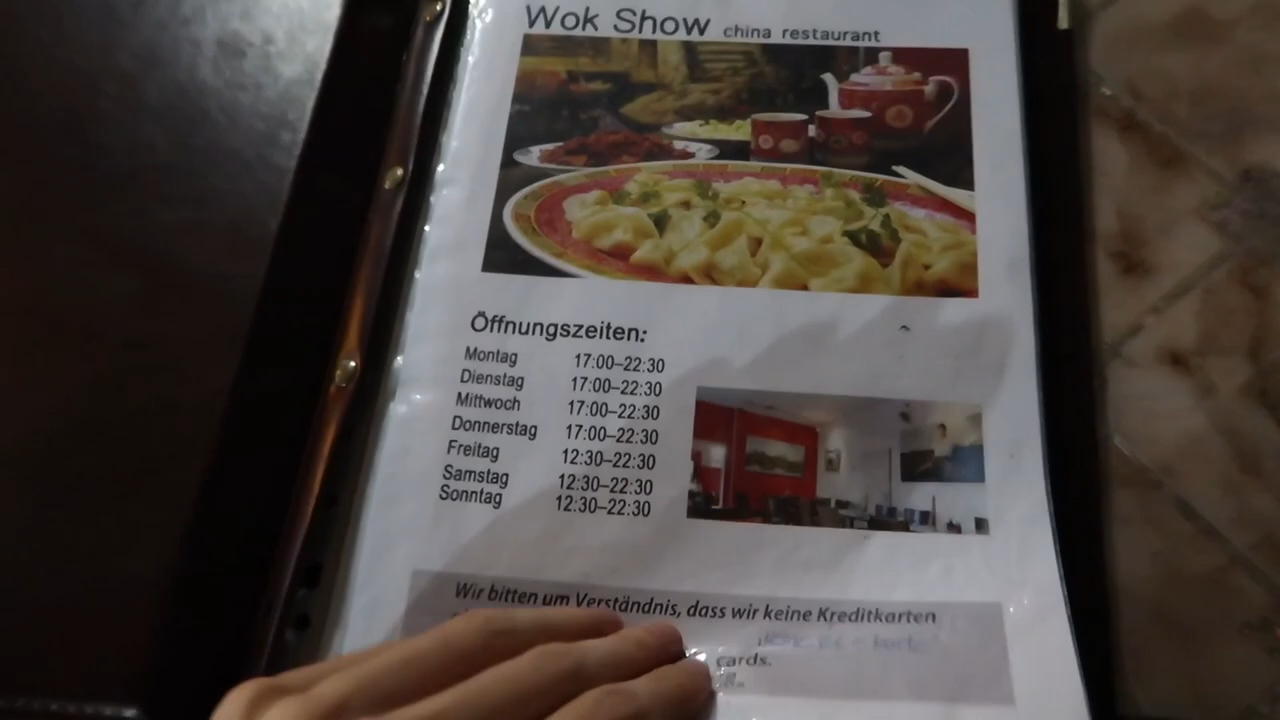 Wok Show china restaurant
Öffnungszeiten:
Montag 17:00–22:30
Dienstag 17:00–22:30
Mittwoch 17:00–22:30
Donnerstag 17:00–22:30
Freitag 12:30–22:30
Samstag 12:30–22:30
Sonntag 12:30–22:30
Wir bitten um Verständnis, dass wir keine Kreditkarten
cards.